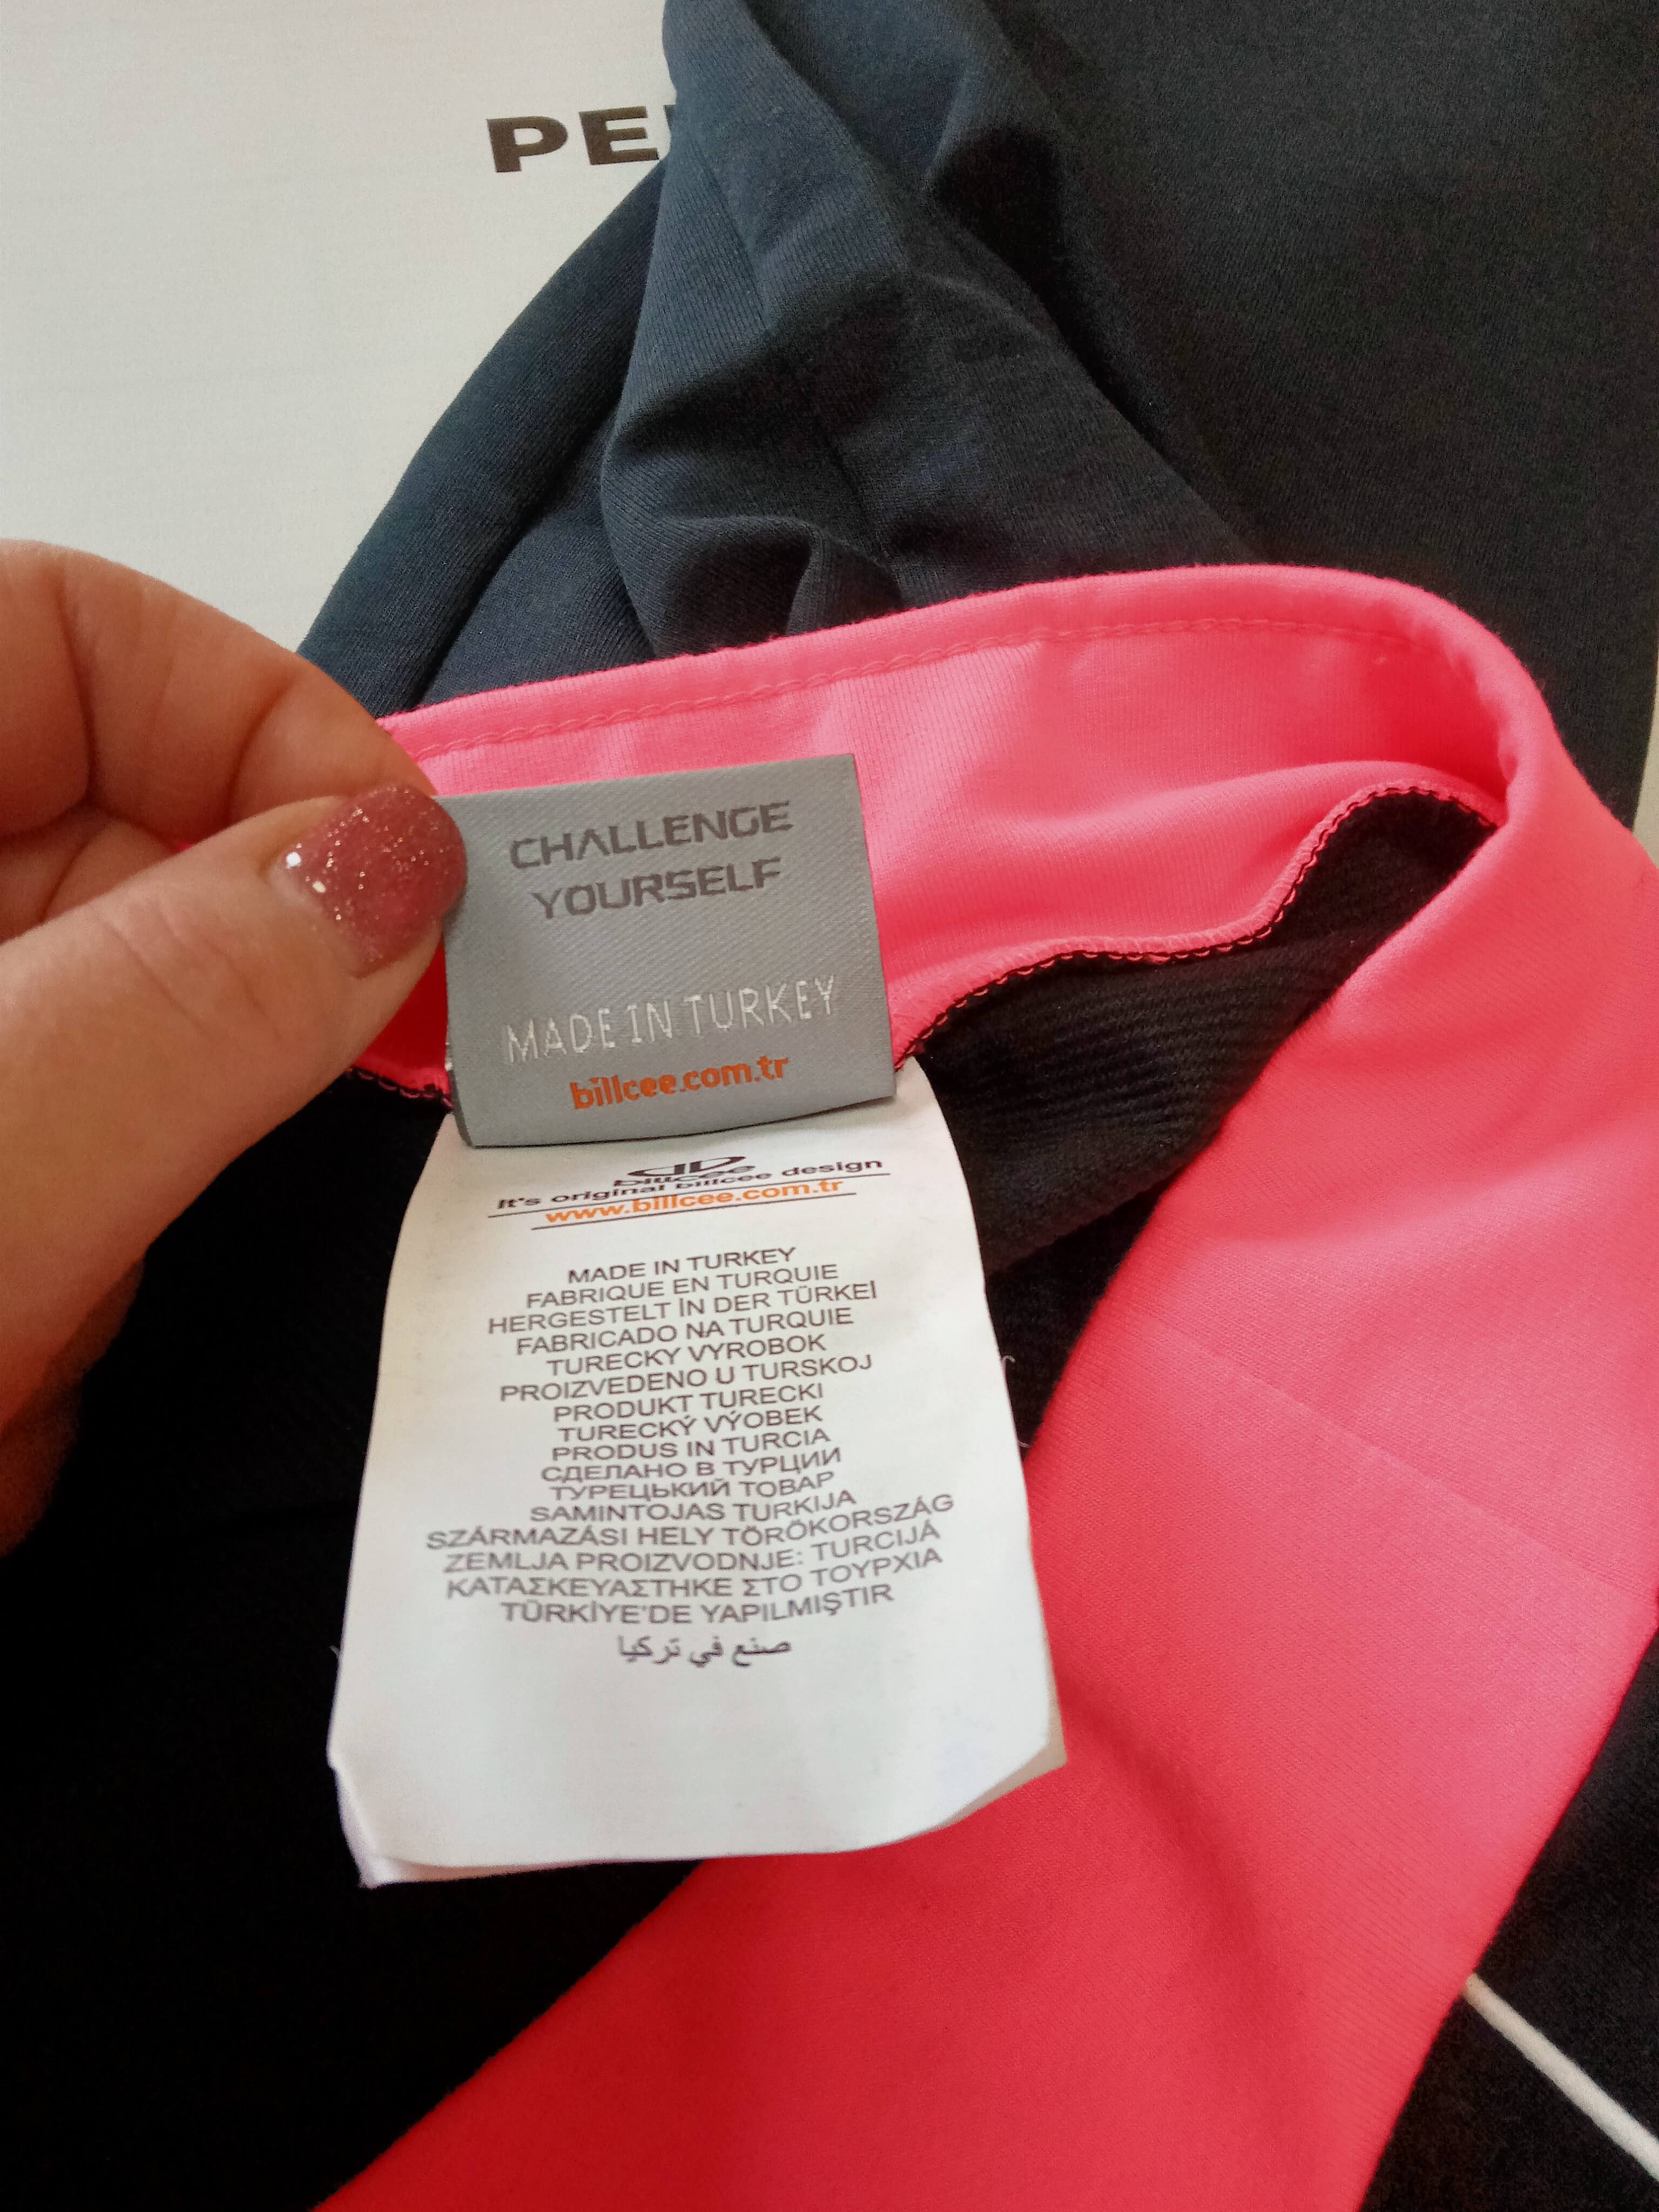 PE
CHALLENGE
YOURSELF
MADE IN TURKEY
billcee.com.tr
billcee
It's original billcee design
www.billcee.com.tr
MADE IN TURKEY
FABRIQUE EN TURQUIE
HERGESTELT İN DER TÜRKEİ
FABRICADO NA TURQUIE
TURECKY VYROBOK
PROIZVEDENO U TURSKOJ
PRODUKT TURECKI
TURECKÝ VÝOBEK
PRODUS IN TURCIA
СДЕЛАНО В ТУРЦИИ
ТУРЕЦЬКИЙ ТОВАР
SAMINTOJAS TURKIJA
SZÁRMAZÁSI HELY TÖRÖKORSZÁG
ZEMLJA PROIZVODNJE: TURCIJÁ
ΚΑΤΑΣΚΕΥΑΣΤΗΚΕ ΣΤΟ ΤΟΥΡΧΙΑ
TÜRKİYE'DE YAPILMIŞTIR
صنع في تركيا